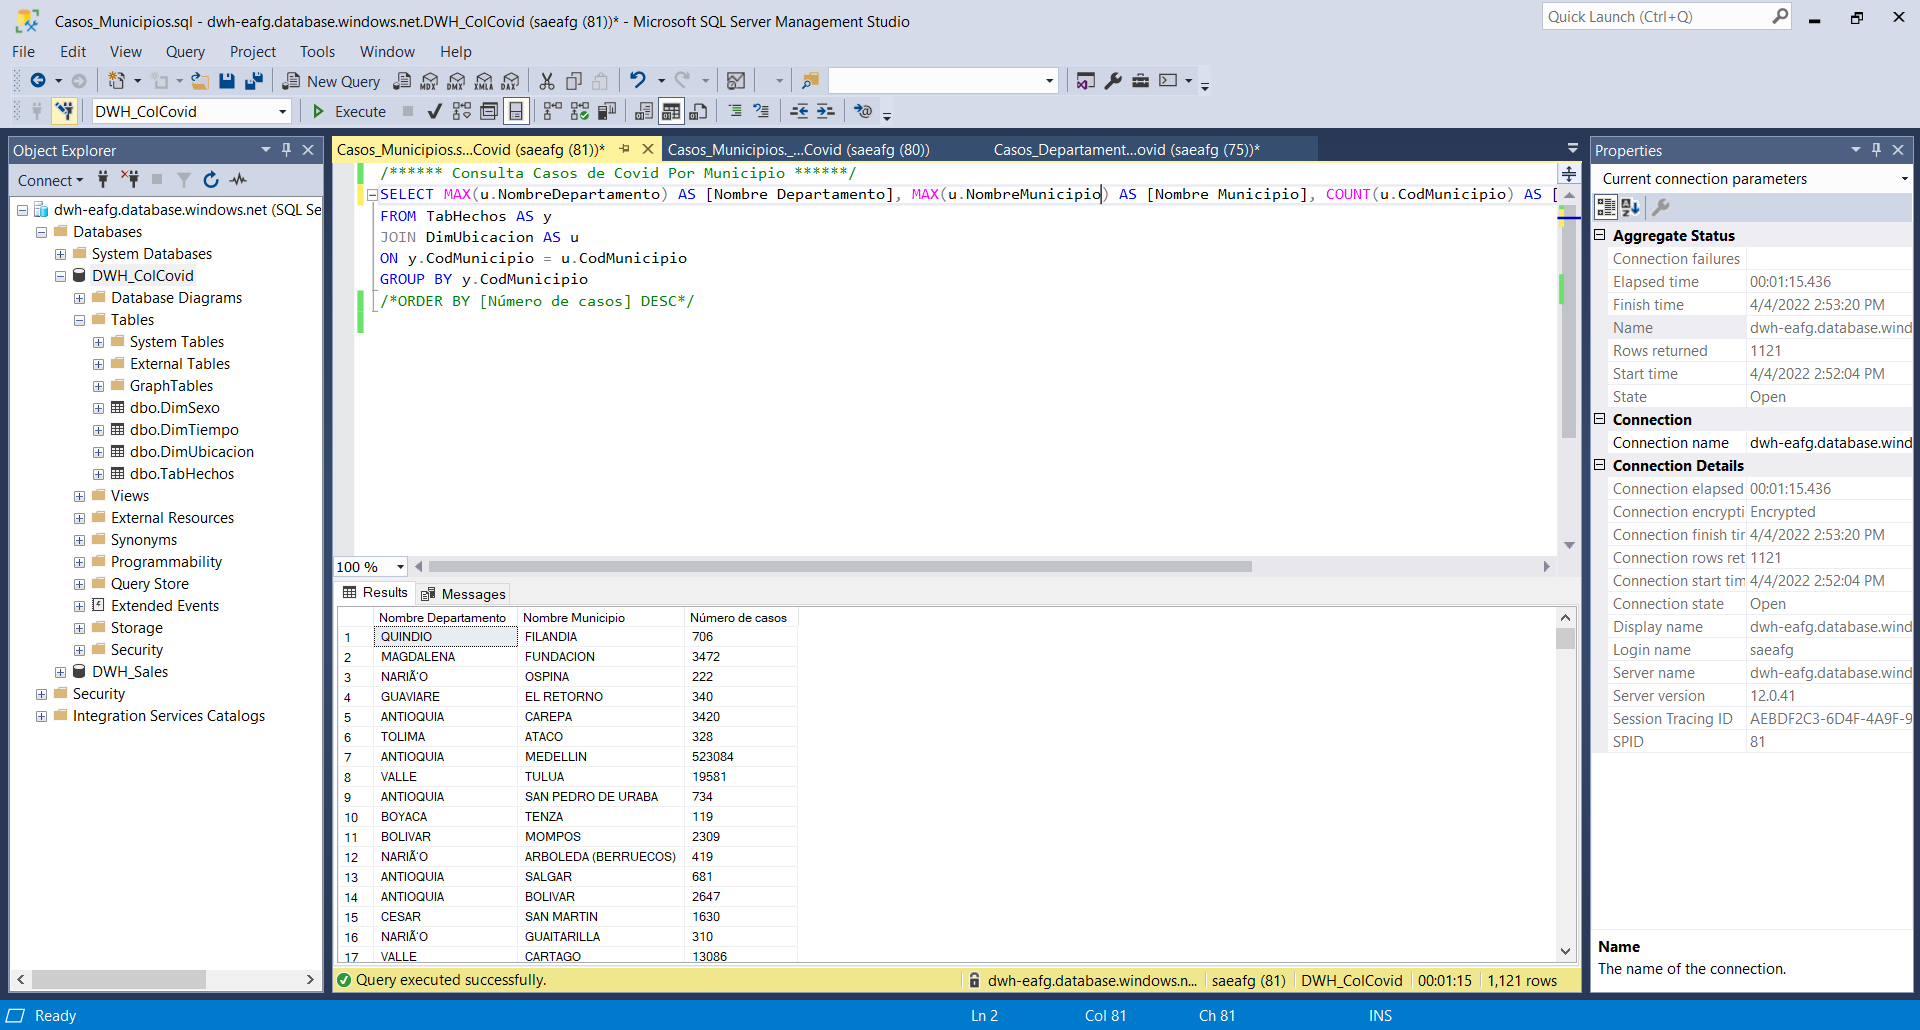 Casos_Municipios.sql - dwh-eafg.database.windows.net.DWH_ColCovid (saeafg (81))* - Microsoft SQL Server Management Studio
Quick Launch (Ctrl+Q)
File Edit View Query Project Tools Window Help
New Query MDX DMX XMLA DAX
DWH_ColCovid Execute
Object Explorer
Connect
dwh-eafg.database.windows.net (SQL Se
Databases
System Databases
DWH_ColCovid
Database Diagrams
Tables
System Tables
External Tables
GraphTables
dbo.DimSexo
dbo.DimTiempo
dbo.DimUbicacion
dbo.TabHechos
Views
External Resources
Synonyms
Programmability
Query Store
Extended Events
Storage
Security
DWH_Sales
Security
Integration Services Catalogs
Casos_Municipios.s...Covid (saeafg (81))* Casos_Municipios._...Covid (saeafg (80)) Casos_Departament...ovid (saeafg (75))*
/****** Consulta Casos de Covid Por Municipio ******/
SELECT MAX(u.NombreDepartamento) AS [Nombre Departamento], MAX(u.NombreMunicipio) AS [Nombre Municipio], COUNT(u.CodMunicipio) AS [
FROM TabHechos AS y
JOIN DimUbicacion AS u
ON y.CodMunicipio = u.CodMunicipio
GROUP BY y.CodMunicipio
/*ORDER BY [Número de casos] DESC*/
100 %
Results Messages
Nombre Departamento Nombre Municipio Número de casos
1 QUINDIO FILANDIA 706
2 MAGDALENA FUNDACION 3472
3 NARIÃ'O OSPINA 222
4 GUAVIARE EL RETORNO 340
5 ANTIOQUIA CAREPA 3420
6 TOLIMA ATACO 328
7 ANTIOQUIA MEDELLIN 523084
8 VALLE TULUA 19581
9 ANTIOQUIA SAN PEDRO DE URABA 734
10 BOYACA TENZA 119
11 BOLIVAR MOMPOS 2309
12 NARIÃ'O ARBOLEDA (BERRUECOS) 419
13 ANTIOQUIA SALGAR 681
14 ANTIOQUIA BOLIVAR 2647
15 CESAR SAN MARTIN 1630
16 NARIÃ'O GUAITARILLA 310
17 VALLE CARTAGO 13086
Query executed successfully. dwh-eafg.database.windows.n... saeafg (81) DWH_ColCovid 00:01:15 1,121 rows
Properties
Current connection parameters
Aggregate Status
Connection failures
Elapsed time 00:01:15.436
Finish time 4/4/2022 2:53:20 PM
Name dwh-eafg.database.wind
Rows returned 1121
Start time 4/4/2022 2:52:04 PM
State Open
Connection
Connection name dwh-eafg.database.wind
Connection Details
Connection elapsed 00:01:15.436
Connection encrypti Encrypted
Connection finish tir 4/4/2022 2:53:20 PM
Connection rows ret 1121
Connection start tim 4/4/2022 2:52:04 PM
Connection state Open
Display name dwh-eafg.database.wind
Login name saeafg
Server name dwh-eafg.database.wind
Server version 12.0.41
Session Tracing ID AEBDF2C3-6D4F-4A9F-9
SPID 81
Name
The name of the connection.
Ready Ln 2 Col 81 Ch 81 INS